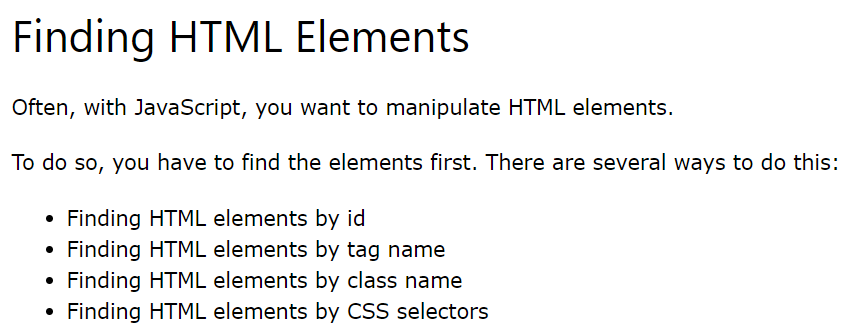 Finding HTML Elements
Often, with JavaScript, you want to manipulate HTML elements.
To do so, you have to find the elements first. There are several ways to do this:
• Finding HTML elements by id
• Finding HTML elements by tag name
• Finding HTML elements by class name
• Finding HTML elements by CSS selectors